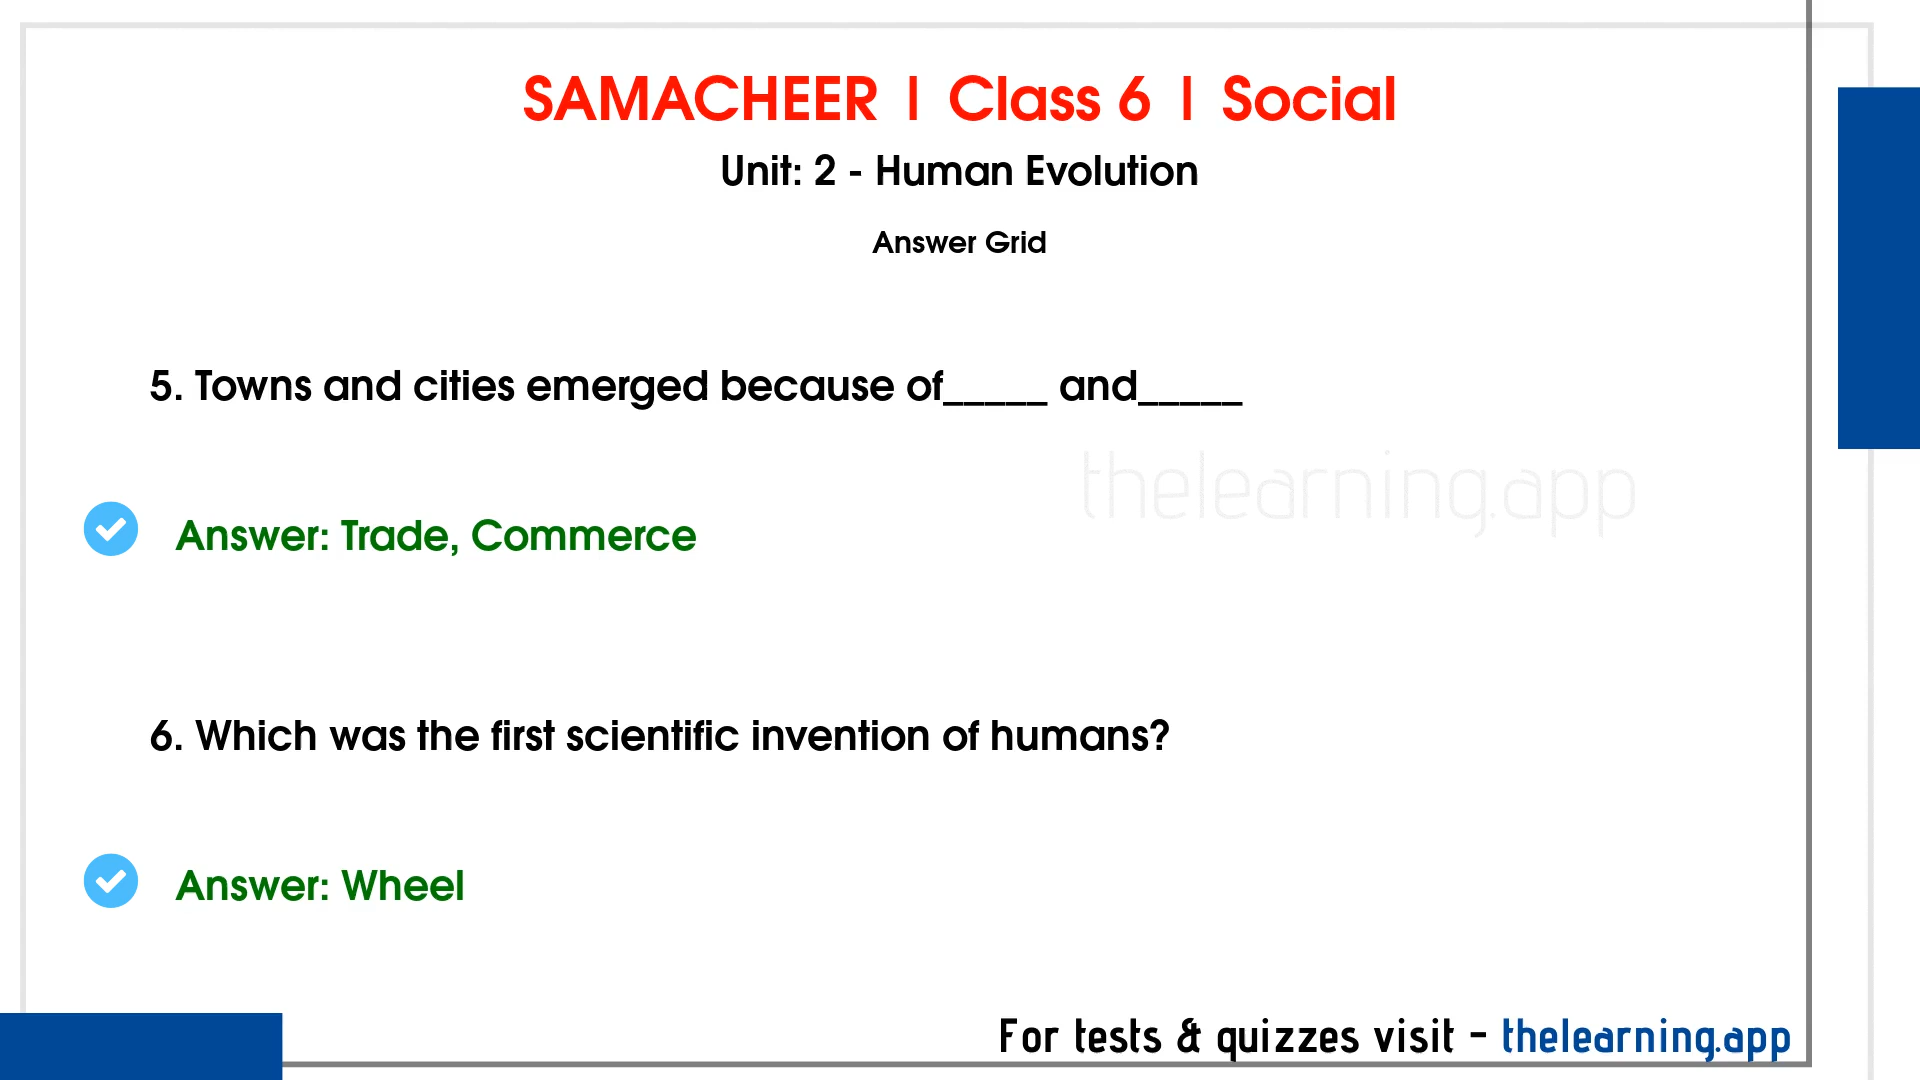 SAMACHEER | Class 6 | Social
Unit: 2 - Human Evolution
Answer Grid
5. Towns and cities emerged because of_____ and_____
thelearning.app
Answer: Trade, Commerce
6. Which was the first scientific invention of humans?
Answer: Wheel
For tests & quizzes visit - thelearning.app